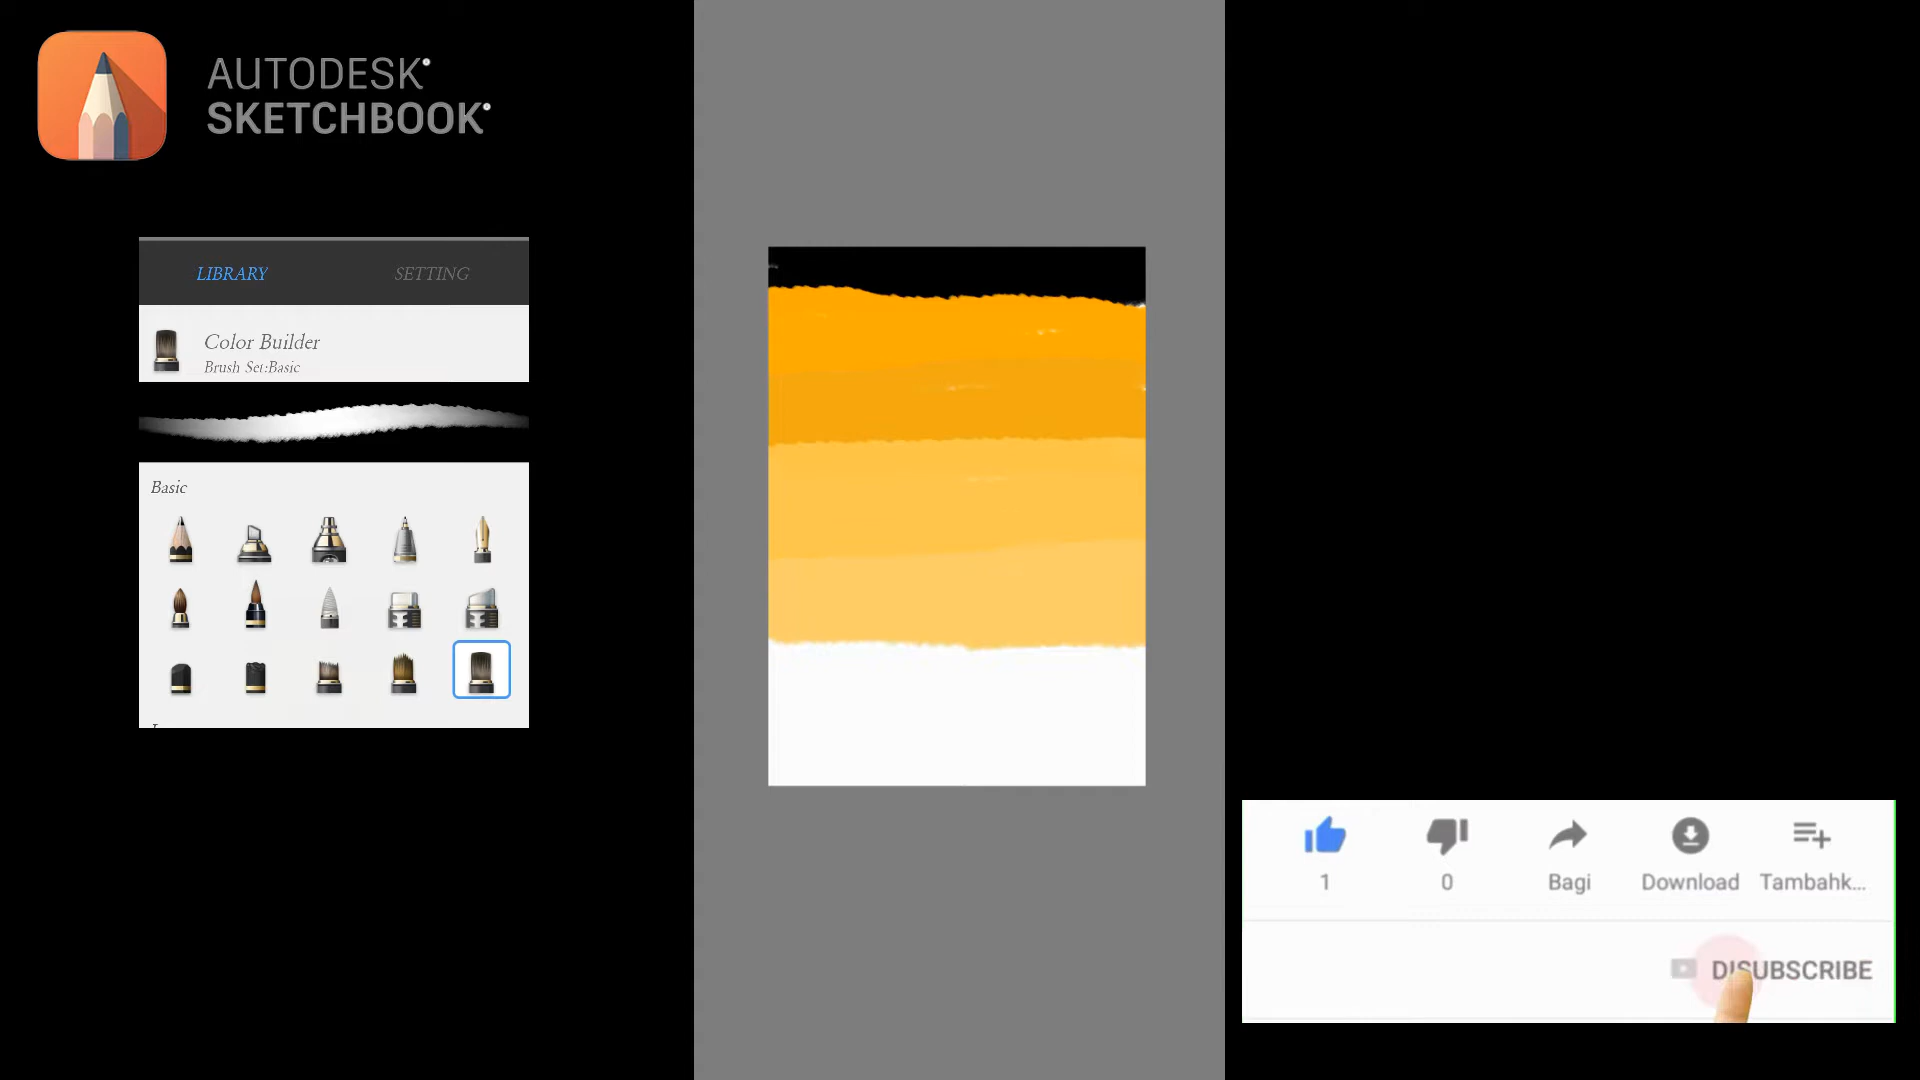 AUTODESK
SKETCHBOOK
LIBRARY SETTING
Color Builder
Brush Set:Basic
Basic
1 0 Bagi Download Tambahk...
DISUBSCRIBE